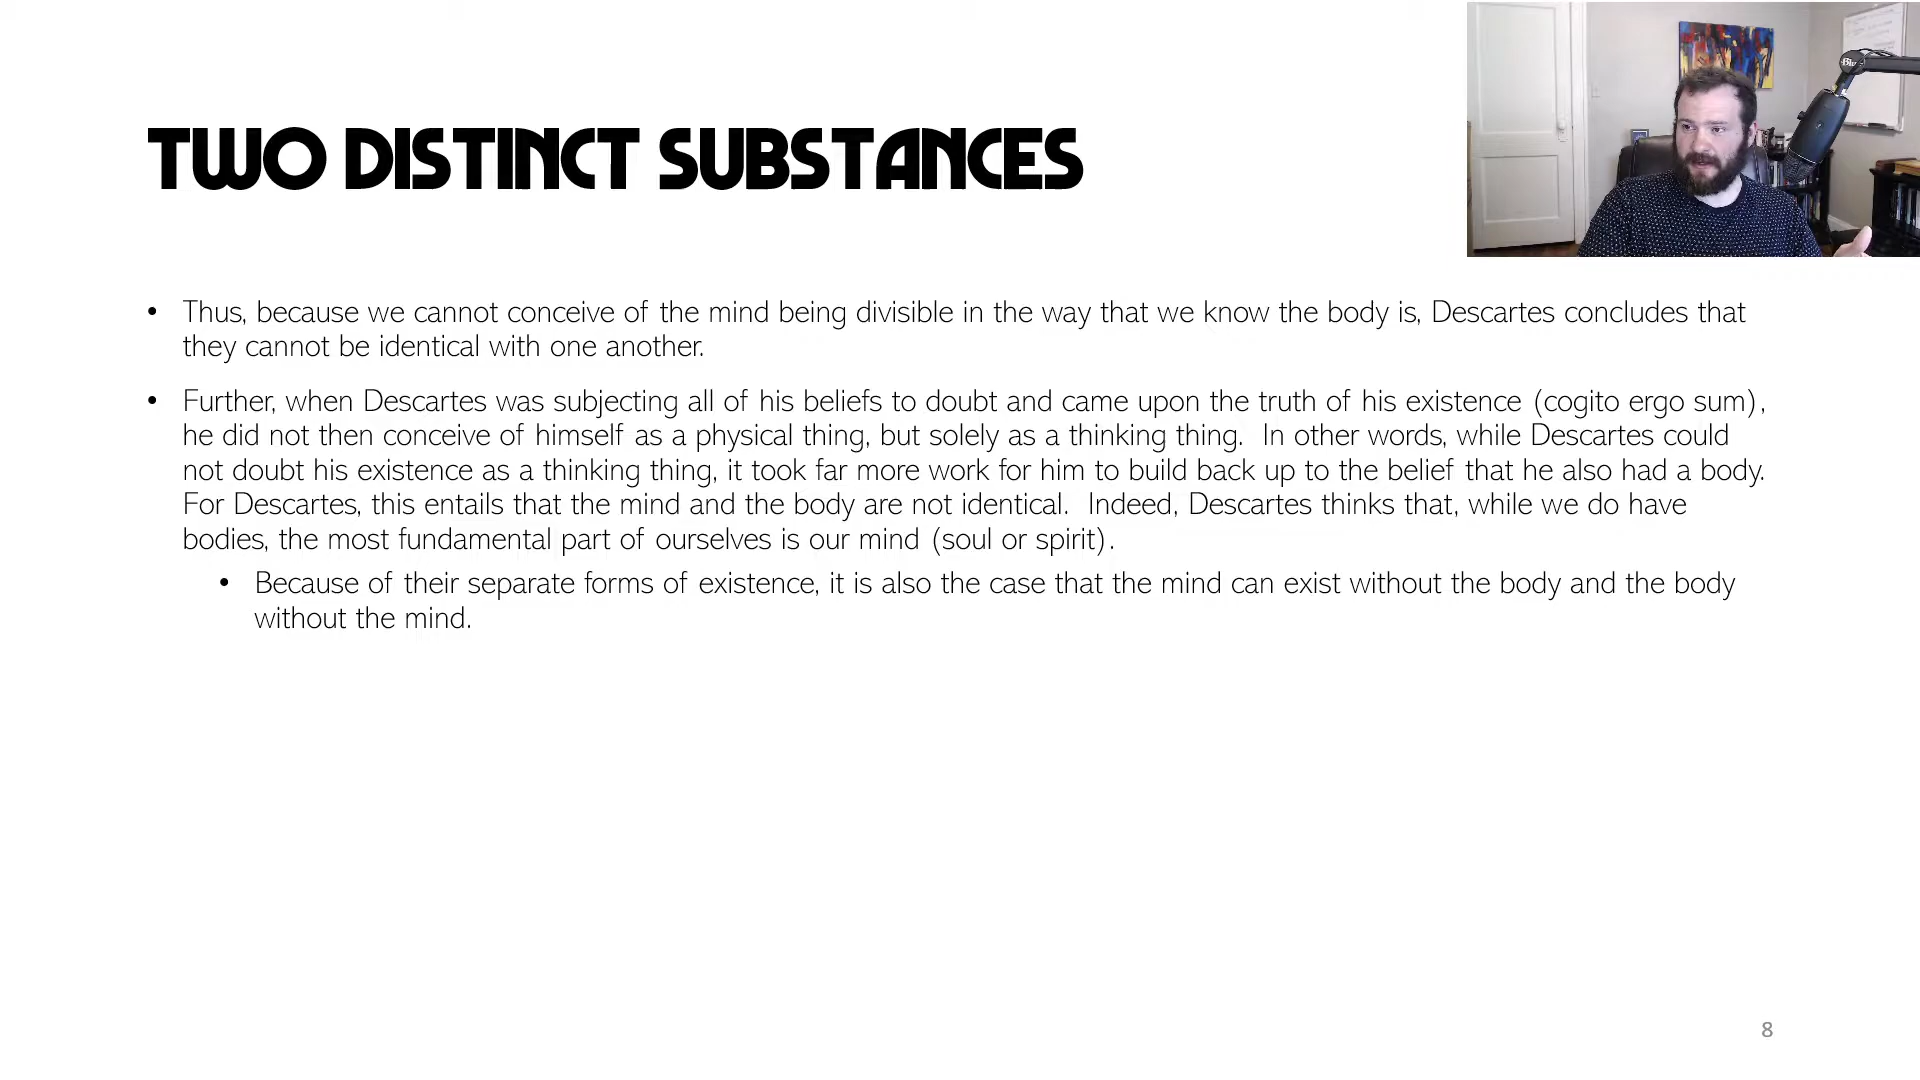 TWO DISTINCT SUBSTANCES
• Thus, because we cannot conceive of the mind being divisible in the way that we know the body is, Descartes concludes that
they cannot be identical with one another.
• Further, when Descartes was subjecting all of his beliefs to doubt and came upon the truth of his existence (cogito ergo sum),
he did not then conceive of himself as a physical thing, but solely as a thinking thing.  In other words, while Descartes could
not doubt his existence as a thinking thing, it took far more work for him to build back up to the belief that he also had a body.
For Descartes, this entails that the mind and the body are not identical.  Indeed, Descartes thinks that, while we do have
bodies, the most fundamental part of ourselves is our mind (soul or spirit).
• Because of their separate forms of existence, it is also the case that the mind can exist without the body and the body
without the mind.
8